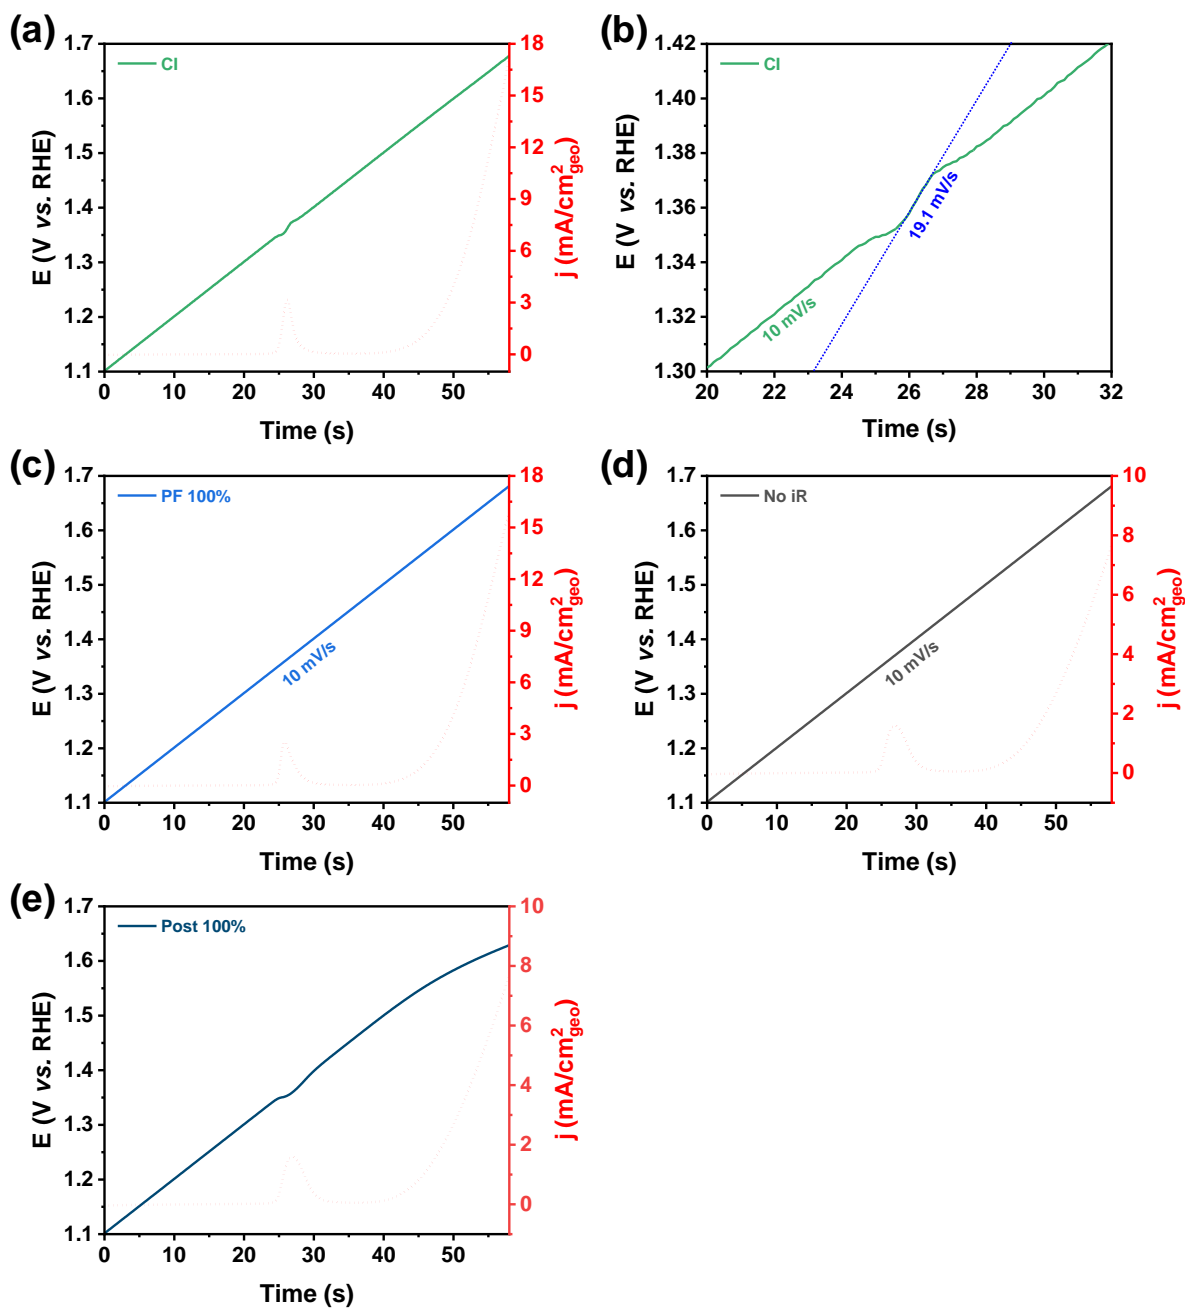 (a)
CI
E (V vs. RHE)
1.7
1.6
1.5
1.4
1.3
1.2
1.1
0 10 20 30 40 50
Time (s)
18
15
12
9
6
3
0
j (mA/cm²geo)
(b)
CI
E (V vs. RHE)
1.42
1.40
1.38
1.36
1.34
1.32
1.30
10 mV/s
19.1 mV/s
20 22 24 26 28 30 32
Time (s)
(c)
PF 100%
E (V vs. RHE)
1.7
1.6
1.5
1.4
1.3
1.2
1.1
10 mV/s
0 10 20 30 40 50
Time (s)
18
15
12
9
6
3
0
j (mA/cm²geo)
(d)
No iR
E (V vs. RHE)
1.7
1.6
1.5
1.4
1.3
1.2
1.1
10 mV/s
0 10 20 30 40 50
Time (s)
10
8
6
4
2
0
j (mA/cm²geo)
(e)
Post 100%
E (V vs. RHE)
1.7
1.6
1.5
1.4
1.3
1.2
1.1
0 10 20 30 40 50
Time (s)
10
8
6
4
2
0
j (mA/cm²geo)